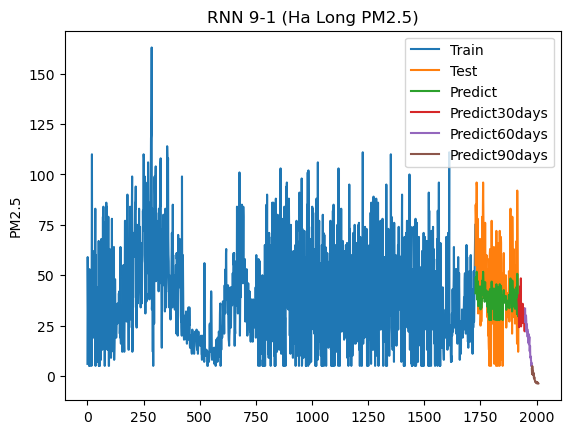 RNN 9-1 (Ha Long PM2.5)
Train
Test
Predict
Predict30days
Predict60days
Predict90days
PM2.5
150
125
100
75
50
25
0
0 250 500 750 1000 1250 1500 1750 2000